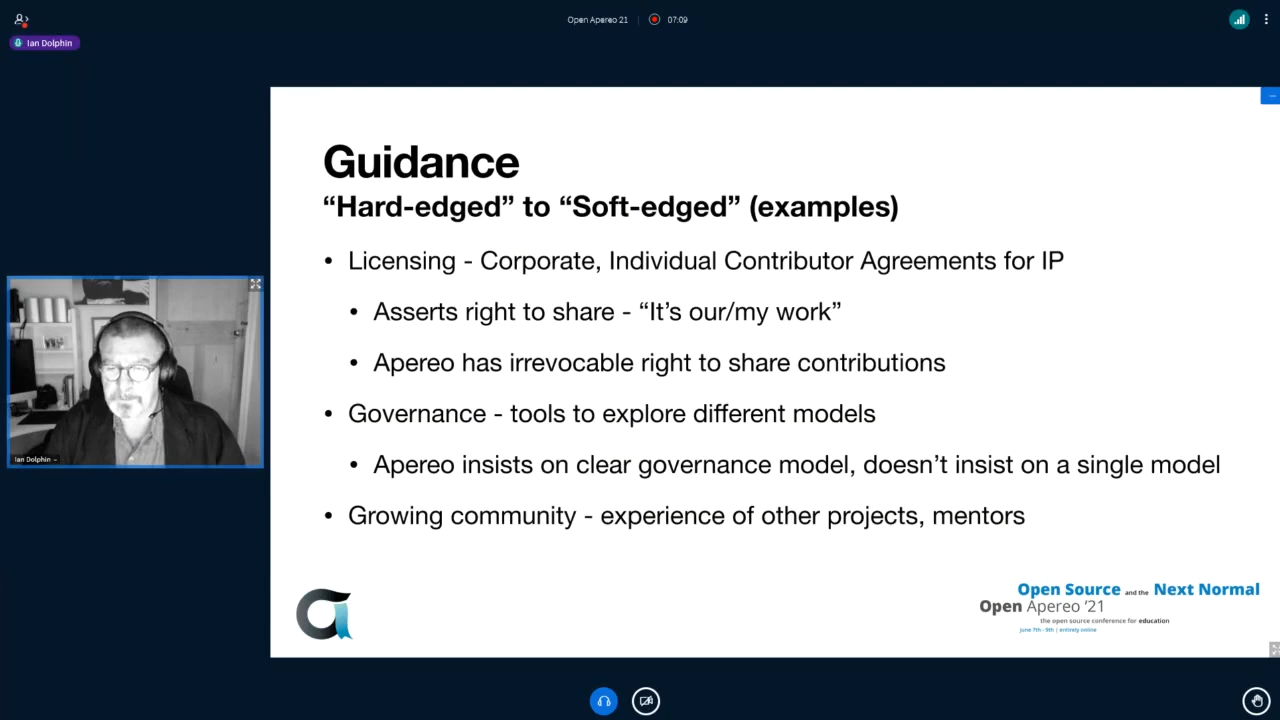 Open Apereo 21
07:09
Ian Dolphin
Guidance
“Hard-edged” to “Soft-edged” (examples)
• Licensing - Corporate, Individual Contributor Agreements for IP
• Asserts right to share - “It’s our/my work”
• Apereo has irrevocable right to share contributions
• Governance - tools to explore different models
• Apereo insists on clear governance model, doesn’t insist on a single model
• Growing community - experience of other projects, mentors
Ian Dolphin
Open Source and the Next Normal
Open Apereo ‘21
the open source conference for education
june 7th - 9th | entirely online